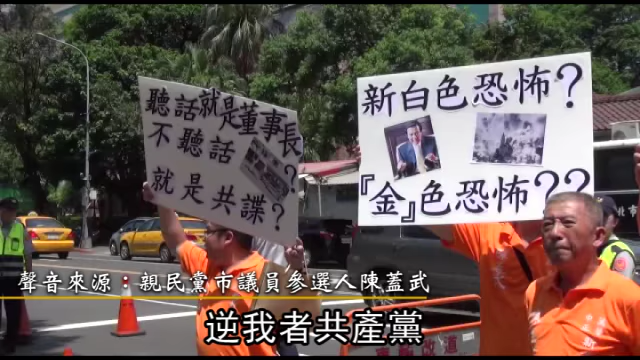 聽話就是董事長
不聽話
?
就是共諜?
新白色恐怖?
『金』色恐怖??
北市
聲音來源：親民黨市議員參選人陳蓋武
逆我者共產黨